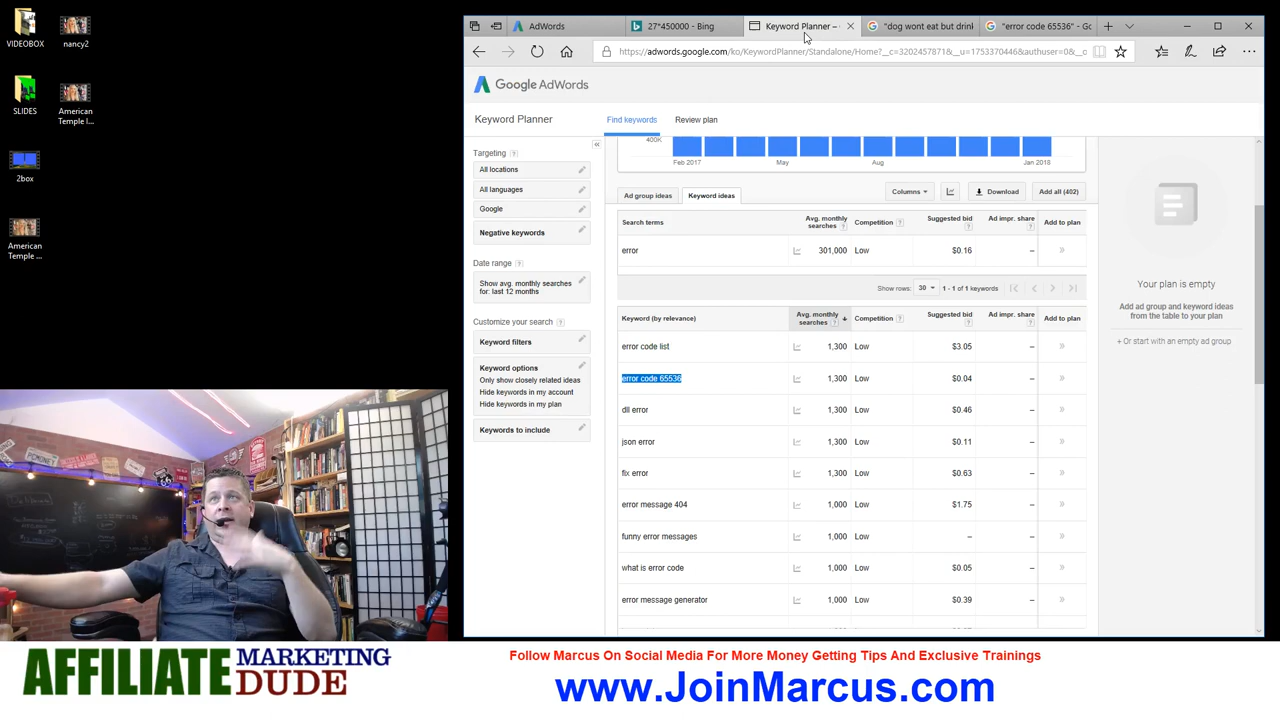 VIDEOBOX
nancy2
SLIDES
American
Temple I...
2box
American
Temple ...
AdWords
27*450000 - Bing
Keyword Planner –
"dog wont eat but drink
"error code 65536" - Go
https://adwords.google.com/ko/KeywordPlanner/Standalone/Home?__c=3202457871&__u=1753370446&authuser=0&__o
Google AdWords
Keyword Planner
Find keywords
Review plan
Targeting ?
All locations
All languages
Google
Negative keywords
Date range ?
Show avg. monthly searches
for: last 12 months
Customize your search ?
Keyword filters
Keyword options
Only show closely related ideas
Hide keywords in my account
Hide keywords in my plan
Keywords to include
400K
Feb 2017
May
Aug
Jan 2018
Ad group ideas
Keyword ideas
Columns
Download
Add all (402)
Search terms
Avg. monthly
searches ?
Competition ?
Suggested bid
?
Ad impr. share
?
Add to plan
error 301,000 Low $0.16 – »
Show rows: 30 1 - 1 of 1 keywords
Keyword (by relevance)
Avg. monthly
searches ?
Competition ?
Suggested bid
?
Ad impr. share
?
Add to plan
error code list 1,300 Low $3.05 – »
error code 65536 1,300 Low $0.04 – »
dll error 1,300 Low $0.46 – »
json error 1,300 Low $0.11 – »
fix error 1,300 Low $0.63 – »
error message 404 1,000 Low $1.75 – »
funny error messages 1,000 Low – – »
what is error code 1,000 Low $0.05 – »
error message generator 1,000 Low $0.39 – »
Your plan is empty
Add ad group and keyword ideas
from the table to your plan
+ Or start with an empty ad group
AFFILIATE MARKETING
DUDE
Follow Marcus On Social Media For More Money Getting Tips And Exclusive Trainings
www.JoinMarcus.com